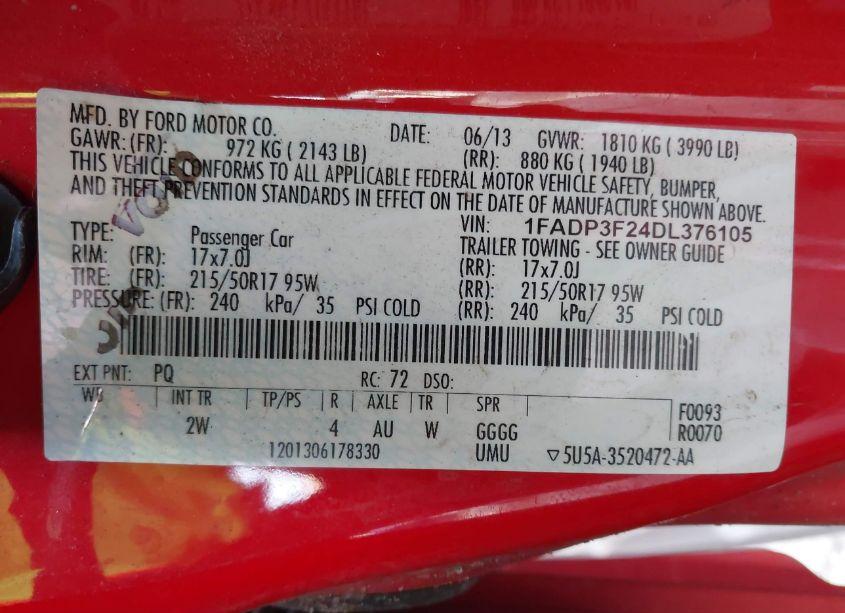 MFD. BY FORD MOTOR CO. DATE: 06/13 GVWR: 1810 KG ( 3990 LB)
GAWR: (FR): 972 KG ( 2143 LB) (RR): 880 KG ( 1940 LB)
THIS VEHICLE CONFORMS TO ALL APPLICABLE FEDERAL MOTOR VEHICLE SAFETY, BUMPER,
AND THEFT PREVENTION STANDARDS IN EFFECT ON THE DATE OF MANUFACTURE SHOWN ABOVE.
VIN: 1FADP3F24DL376105
TYPE: Passenger Car TRAILER TOWING - SEE OWNER GUIDE
RIM: (FR): 17x7.0J (RR): 17x7.0J
TIRE: (FR): 215/50R17 95W (RR): 215/50R17 95W
PRESSURE: (FR): 240 kPa/ 35 PSI COLD (RR): 240 kPa/ 35 PSI COLD
EXT PNT: PQ RC: 72 DSO:
WB INT TR TP/PS R AXLE TR SPR F0093
2W 4 AU W GGGG R0070
1201306178330 UMU ▽5U5A-3520472-AA
VOID